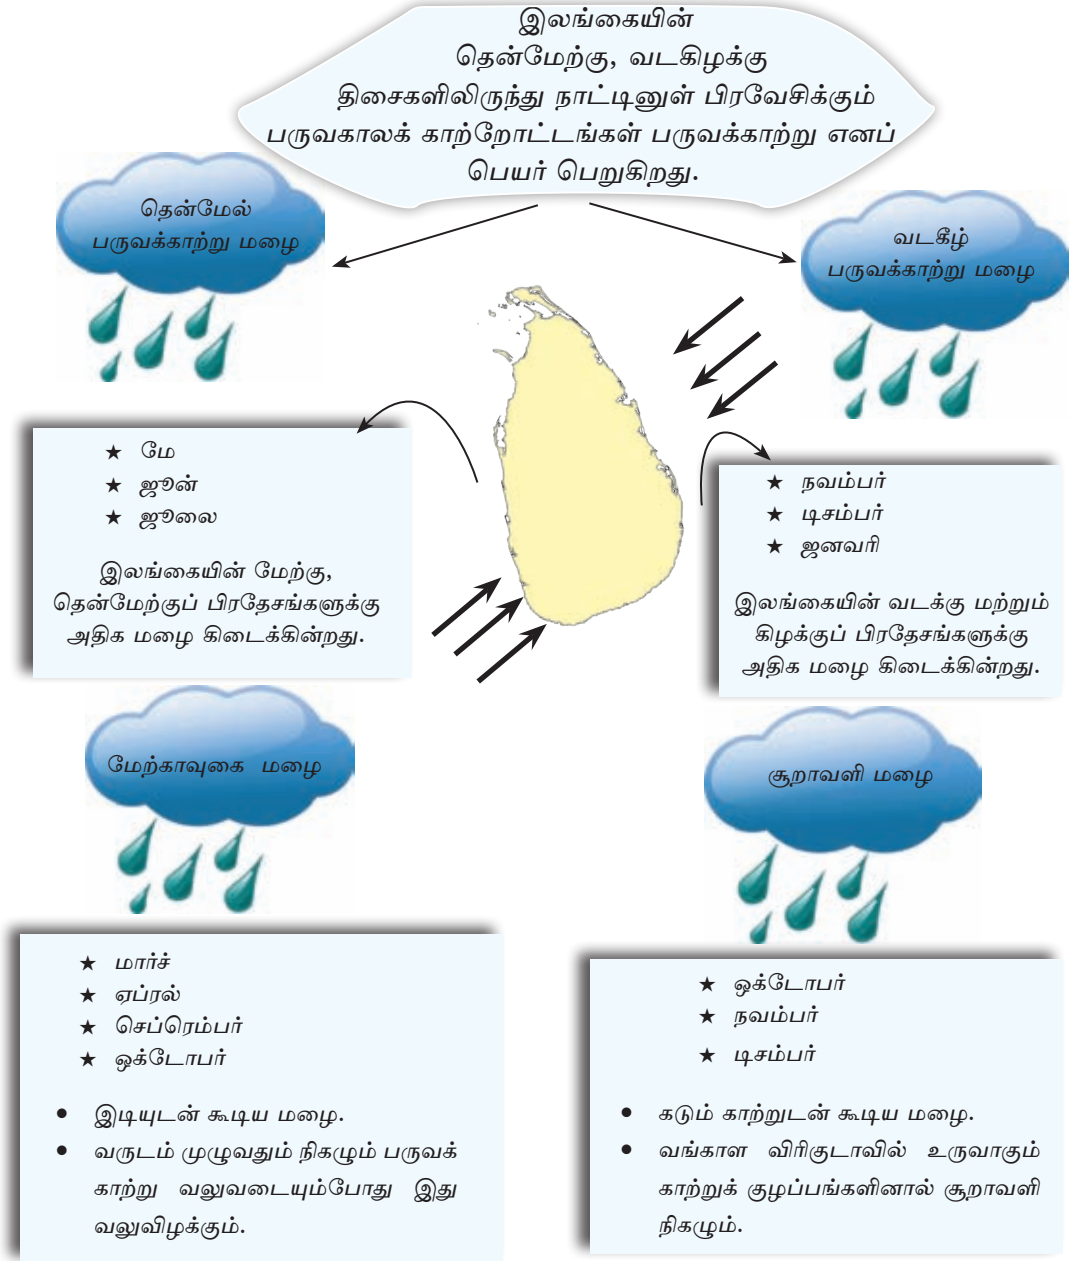 இலங்கையின்
தென்மேற்கு, வடகிழக்கு
திசைகளிலிருந்து நாட்டினுள் பிரவேசிக்கும்
பருவகாலக் காற்றோட்டங்கள் பருவக்காற்று எனப்
பெயர் பெறுகிறது.
தென்மேல்
பருவக்காற்று மழை
வடகீழ்
பருவக்காற்று மழை
★ மே
★ ஜூன்
★ ஜூலை
இலங்கையின் மேற்கு,
தென்மேற்குப் பிரதேசங்களுக்கு
அதிக மழை கிடைக்கின்றது.
★ நவம்பர்
★ டிசம்பர்
★ ஜனவரி
இலங்கையின் வடக்கு மற்றும்
கிழக்குப் பிரதேசங்களுக்கு
அதிக மழை கிடைக்கின்றது.
மேற்காவுகை மழை
சூறாவளி மழை
★ மார்ச்
★ ஏப்ரல்
★ செப்ரெம்பர்
★ ஒக்டோபர்
• இடியுடன் கூடிய மழை.
• வருடம் முழுவதும் நிகழும் பருவக்
காற்று வலுவடையும்போது இது
வலுவிழக்கும்.
★ ஒக்டோபர்
★ நவம்பர்
★ டிசம்பர்
• கடும் காற்றுடன் கூடிய மழை.
• வங்காள விரிகுடாவில் உருவாகும்
காற்றுக் குழப்பங்களினால் சூறாவளி
நிகழும்.